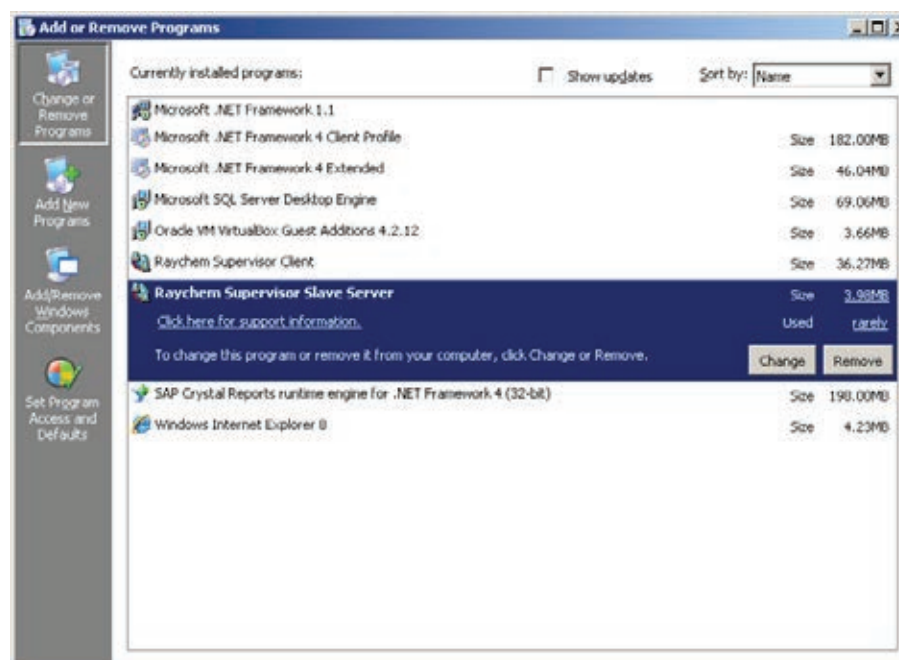 Add or Remove Programs
Change or
Remove
Programs
Add New
Programs
Add/Remove
Windows
Components
Set Program
Access and
Defaults
Currently installed programs:
Show updates
Sort by: Name
Microsoft .NET Framework 1.1
Microsoft .NET Framework 4 Client Profile Size 182.00MB
Microsoft .NET Framework 4 Extended Size 46.04MB
Microsoft SQL Server Desktop Engine Size 69.06MB
Oracle VM VirtualBox Guest Additions 4.2.12 Size 3.66MB
Raychem Supervisor Client Size 36.27MB
Raychem Supervisor Slave Server Size 3.98MB
Click here for support information. Used rarely
To change this program or remove it from your computer, click Change or Remove. Change Remove
SAP Crystal Reports runtime engine for .NET Framework 4 (32-bit) Size 198.00MB
Windows Internet Explorer 8 Size 4.23MB